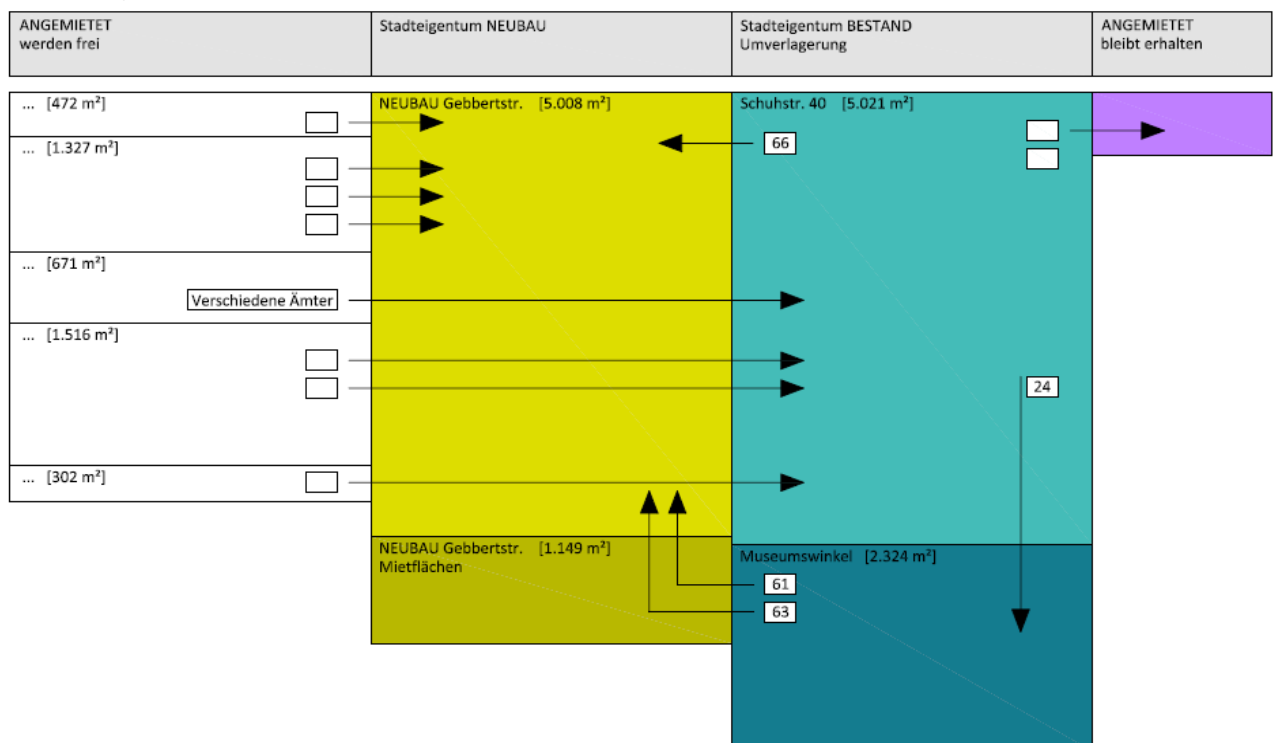 ANGEMIETET
werden frei
Stadteigentum NEUBAU
Stadteigentum BESTAND
Umverlagerung
ANGEMIETET
bleibt erhalten
... [472 m²]
... [1.327 m²]
... [671 m²]
Verschiedene Ämter
... [1.516 m²]
... [302 m²]
NEUBAU Gebbertstr. [5.008 m²]
NEUBAU Gebbertstr. [1.149 m²]
Mietflächen
Schuhstr. 40 [5.021 m²]
66
24
Museumswinkel [2.324 m²]
61
63